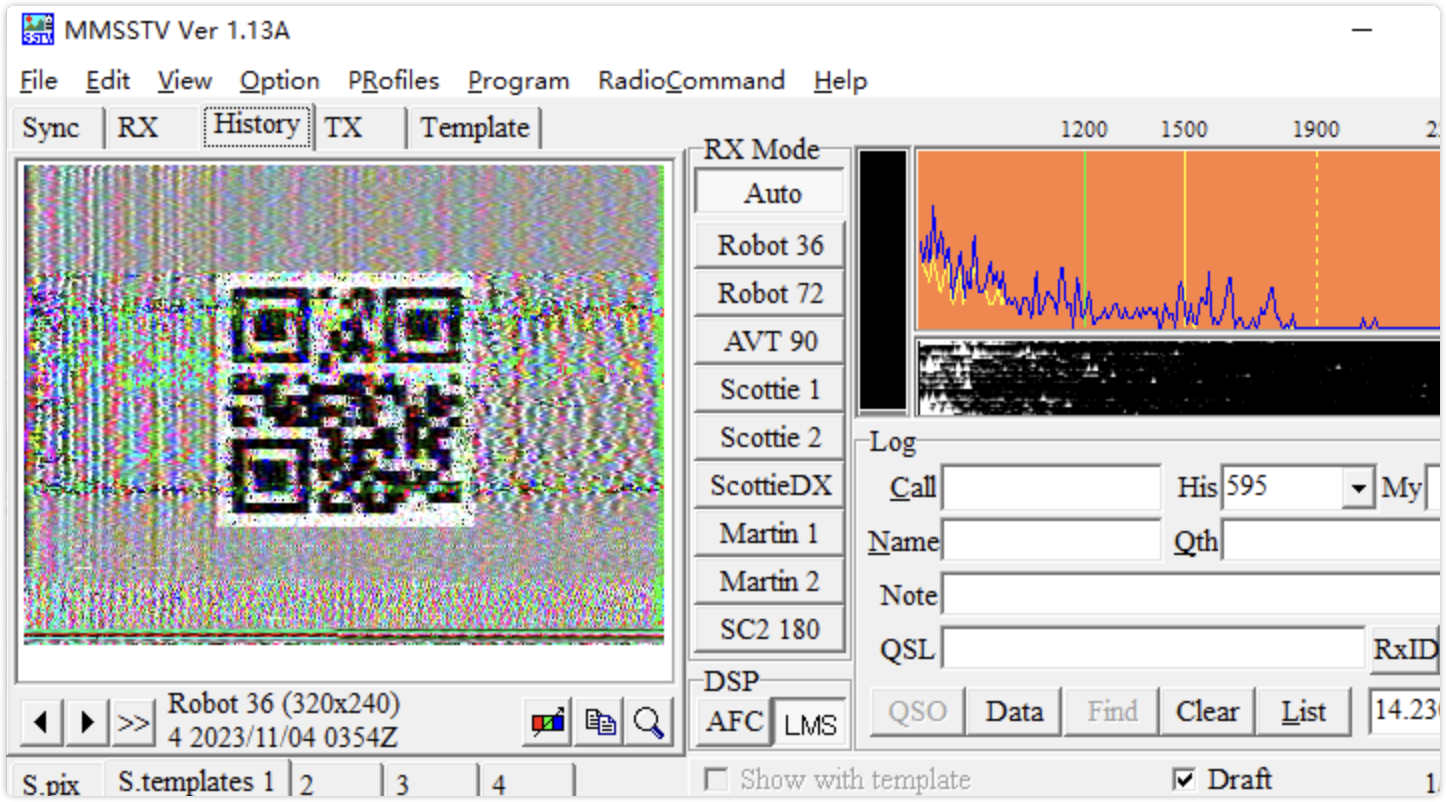 MMSSTV Ver 1.13A
File Edit View Option PRofiles Program RadioCommand Help
Sync RX History TX Template
1200 1500 1900
RX Mode
Auto
Robot 36
Robot 72
AVT 90
Scottie 1
Scottie 2
ScottieDX
Martin 1
Martin 2
SC2 180
DSP
AFC LMS
Log
Call His 595 My
Name Qth
Note
QSL RxID
QSO Data Find Clear List 14.230
Robot 36 (320x240)
4 2023/11/04 0354Z
>>
S.pix S.templates 1 2 3 4
Show with template Draft 1/